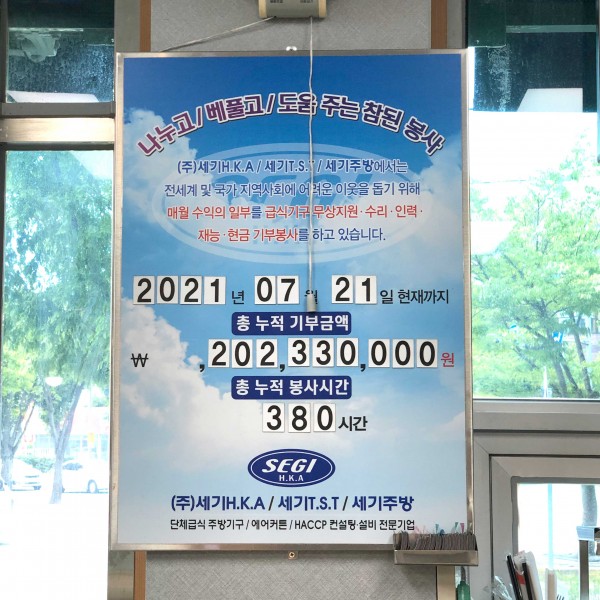 나누고/베풀고/도움 주는 참된 봉사
(주)세기H.K.A / 세기T.S.T / 세기주방에서는
전세계 및 국가 지역사회에 어려운 이웃을 돕기 위해
매월 수익의 일부를 급식기구 무상지원·수리·인력·
재능·현금 기부봉사를 하고 있습니다.
2021 년 07 월 21 일 현재까지
총 누적 기부금액
₩ ,202,330,000 원
총 누적 봉사시간
380 시간
SEGI
H.K.A
(주)세기H.K.A / 세기T.S.T / 세기주방
단체급식 주방기구 / 에어커튼 / HACCP 컨설팅·설비 전문기업